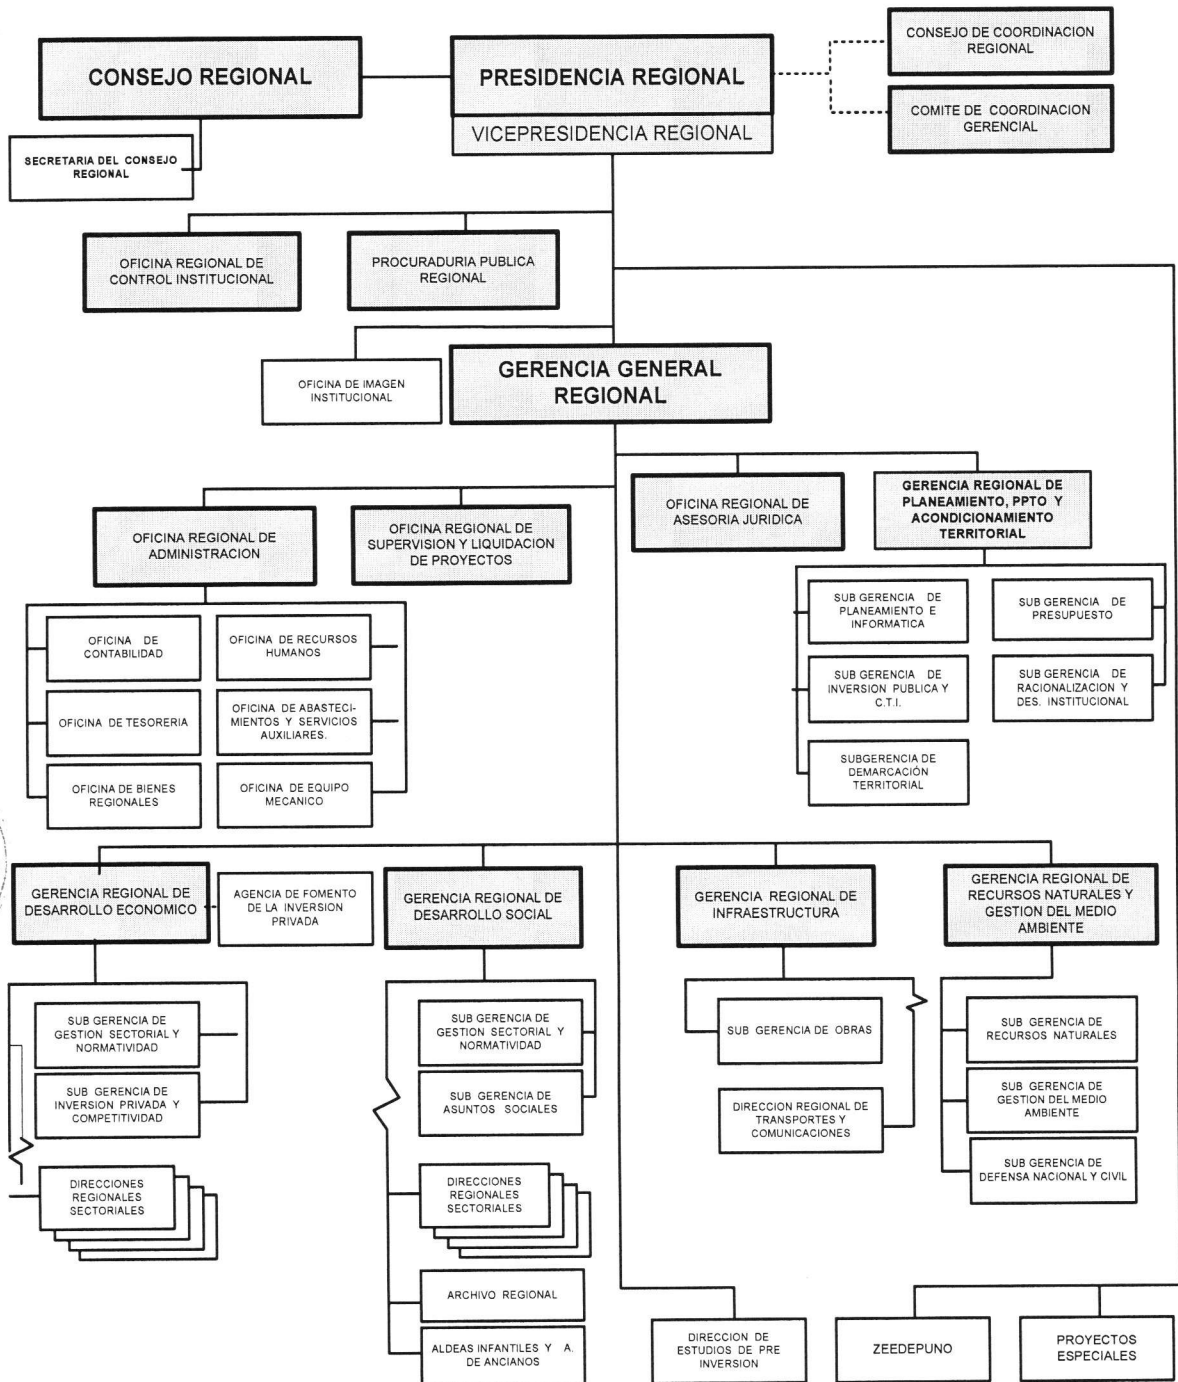 CONSEJO REGIONAL
PRESIDENCIA REGIONAL
VICEPRESIDENCIA REGIONAL
CONSEJO DE COORDINACION
REGIONAL
COMITE DE COORDINACION
GERENCIAL
SECRETARIA DEL CONSEJO
REGIONAL
OFICINA REGIONAL DE
CONTROL INSTITUCIONAL
PROCURADURIA PUBLICA
REGIONAL
OFICINA DE IMAGEN
INSTITUCIONAL
GERENCIA GENERAL
REGIONAL
OFICINA REGIONAL DE
ADMINISTRACION
OFICINA REGIONAL DE
SUPERVISION Y LIQUIDACION
DE PROYECTOS
OFICINA REGIONAL DE
ASESORIA JURIDICA
GERENCIA REGIONAL DE
PLANEAMIENTO, PPTO Y
ACONDICIONAMIENTO
TERRITORIAL
OFICINA DE
CONTABILIDAD
OFICINA DE RECURSOS
HUMANOS
OFICINA DE TESORERIA
OFICINA DE ABASTECI-
MIENTOS Y SERVICIOS
AUXILIARES.
OFICINA DE BIENES
REGIONALES
OFICINA DE EQUIPO
MECANICO
SUB GERENCIA DE
PLANEAMIENTO E
INFORMATICA
SUB GERENCIA DE
PRESUPUESTO
SUB GERENCIA DE
INVERSION PUBLICA Y
C.T.I.
SUB GERENCIA DE
RACIONALIZACION Y
DES. INSTITUCIONAL
SUBGERENCIA DE
DEMARCACIÓN
TERRITORIAL
GERENCIA REGIONAL DE
DESARROLLO ECONOMICO
AGENCIA DE FOMENTO
DE LA INVERSION
PRIVADA
GERENCIA REGIONAL DE
DESARROLLO SOCIAL
GERENCIA REGIONAL DE
INFRAESTRUCTURA
GERENCIA REGIONAL DE
RECURSOS NATURALES Y
GESTION DEL MEDIO
AMBIENTE
SUB GERENCIA DE
GESTION SECTORIAL Y
NORMATIVIDAD
SUB GERENCIA DE
INVERSION PRIVADA Y
COMPETITIVIDAD
DIRECCIONES
REGIONALES
SECTORIALES
SUB GERENCIA DE
GESTION SECTORIAL Y
NORMATIVIDAD
SUB GERENCIA DE
ASUNTOS SOCIALES
DIRECCIONES
REGIONALES
SECTORIALES
ARCHIVO REGIONAL
ALDEAS INFANTILES Y A.
DE ANCIANOS
SUB GERENCIA DE OBRAS
DIRECCION REGIONAL DE
TRANSPORTES Y
COMUNICACIONES
SUB GERENCIA DE
RECURSOS NATURALES
SUB GERENCIA DE
GESTION DEL MEDIO
AMBIENTE
SUB GERENCIA DE
DEFENSA NACIONAL Y CIVIL
DIRECCION DE
ESTUDIOS DE PRE
INVERSION
ZEEDEPUNO
PROYECTOS
ESPECIALES